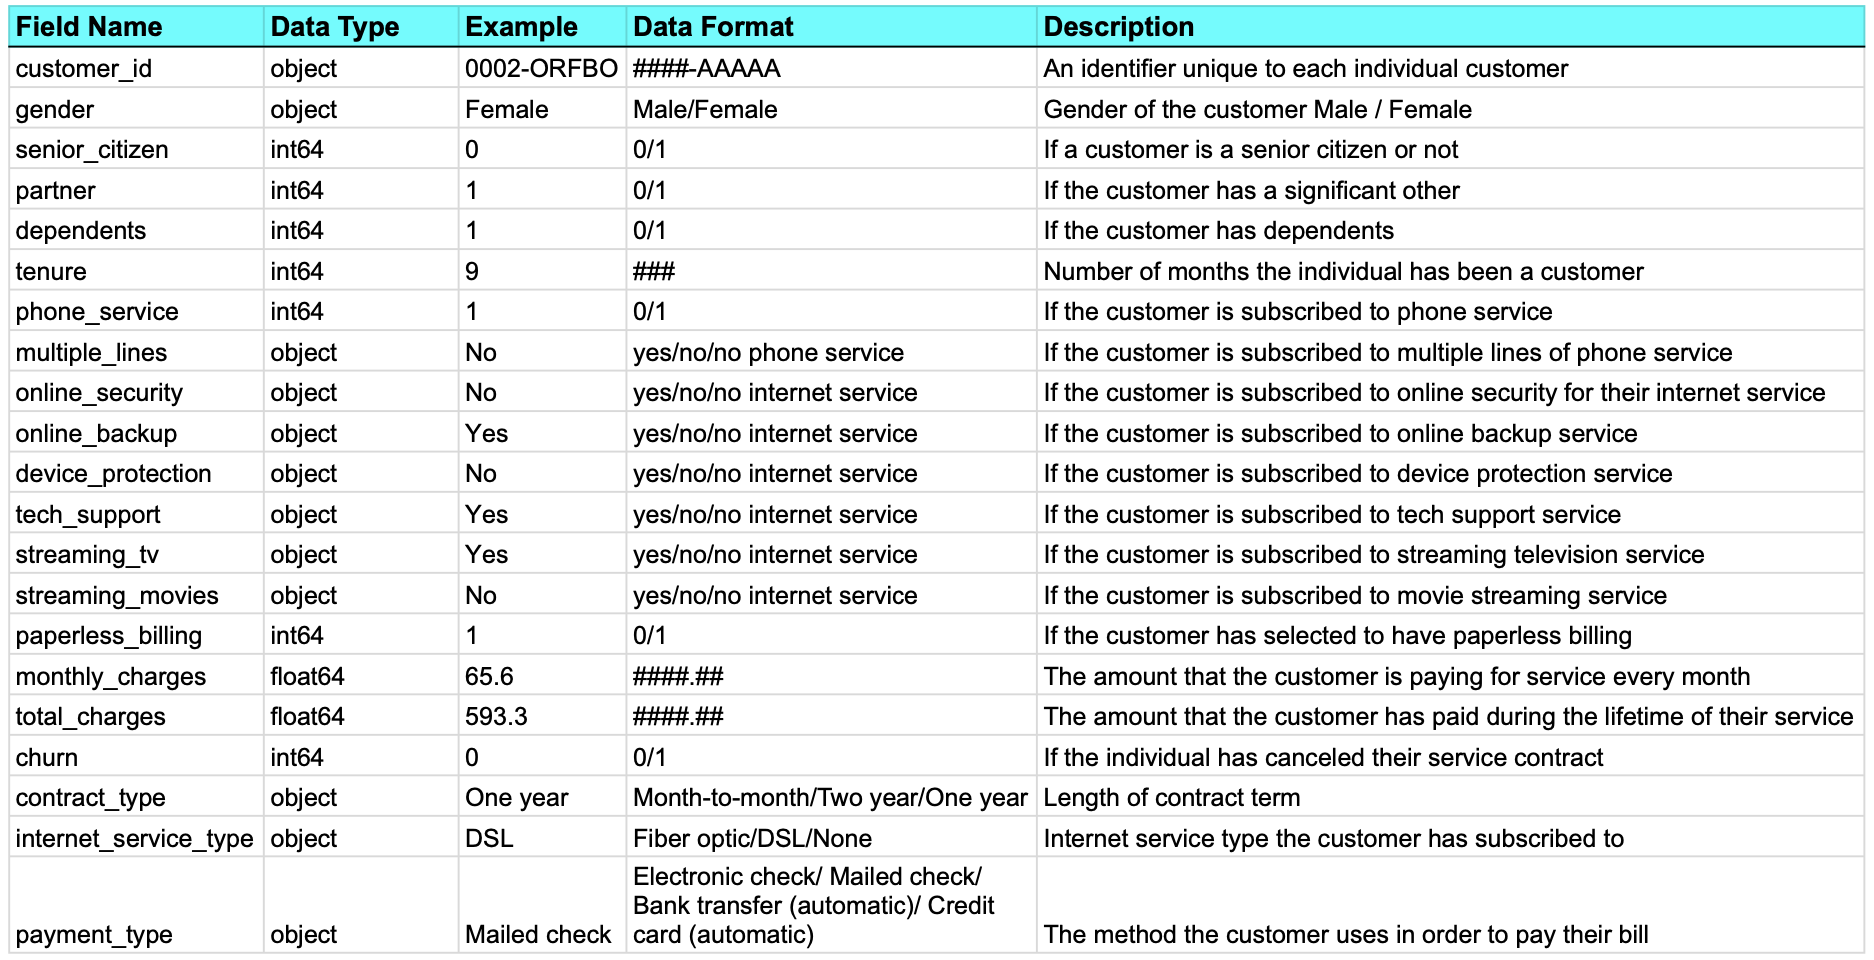 Field Name Data Type Example Data Format Description
customer_id object 0002-ORFBO ####-AAAAA An identifier unique to each individual customer
gender object Female Male/Female Gender of the customer Male / Female
senior_citizen int64 0 0/1 If a customer is a senior citizen or not
partner int64 1 0/1 If the customer has a significant other
dependents int64 1 0/1 If the customer has dependents
tenure int64 9 ### Number of months the individual has been a customer
phone_service int64 1 0/1 If the customer is subscribed to phone service
multiple_lines object No yes/no/no phone service If the customer is subscribed to multiple lines of phone service
online_security object No yes/no/no internet service If the customer is subscribed to online security for their internet service
online_backup object Yes yes/no/no internet service If the customer is subscribed to online backup service
device_protection object No yes/no/no internet service If the customer is subscribed to device protection service
tech_support object Yes yes/no/no internet service If the customer is subscribed to tech support service
streaming_tv object Yes yes/no/no internet service If the customer is subscribed to streaming television service
streaming_movies object No yes/no/no internet service If the customer is subscribed to movie streaming service
paperless_billing int64 1 0/1 If the customer has selected to have paperless billing
monthly_charges float64 65.6 ####.## The amount that the customer is paying for service every month
total_charges float64 593.3 ####.## The amount that the customer has paid during the lifetime of their service
churn int64 0 0/1 If the individual has canceled their service contract
contract_type object One year Month-to-month/Two year/One year Length of contract term
internet_service_type object DSL Fiber optic/DSL/None Internet service type the customer has subscribed to
Electronic check/ Mailed check/
Bank transfer (automatic)/ Credit
payment_type object Mailed check card (automatic) The method the customer uses in order to pay their bill